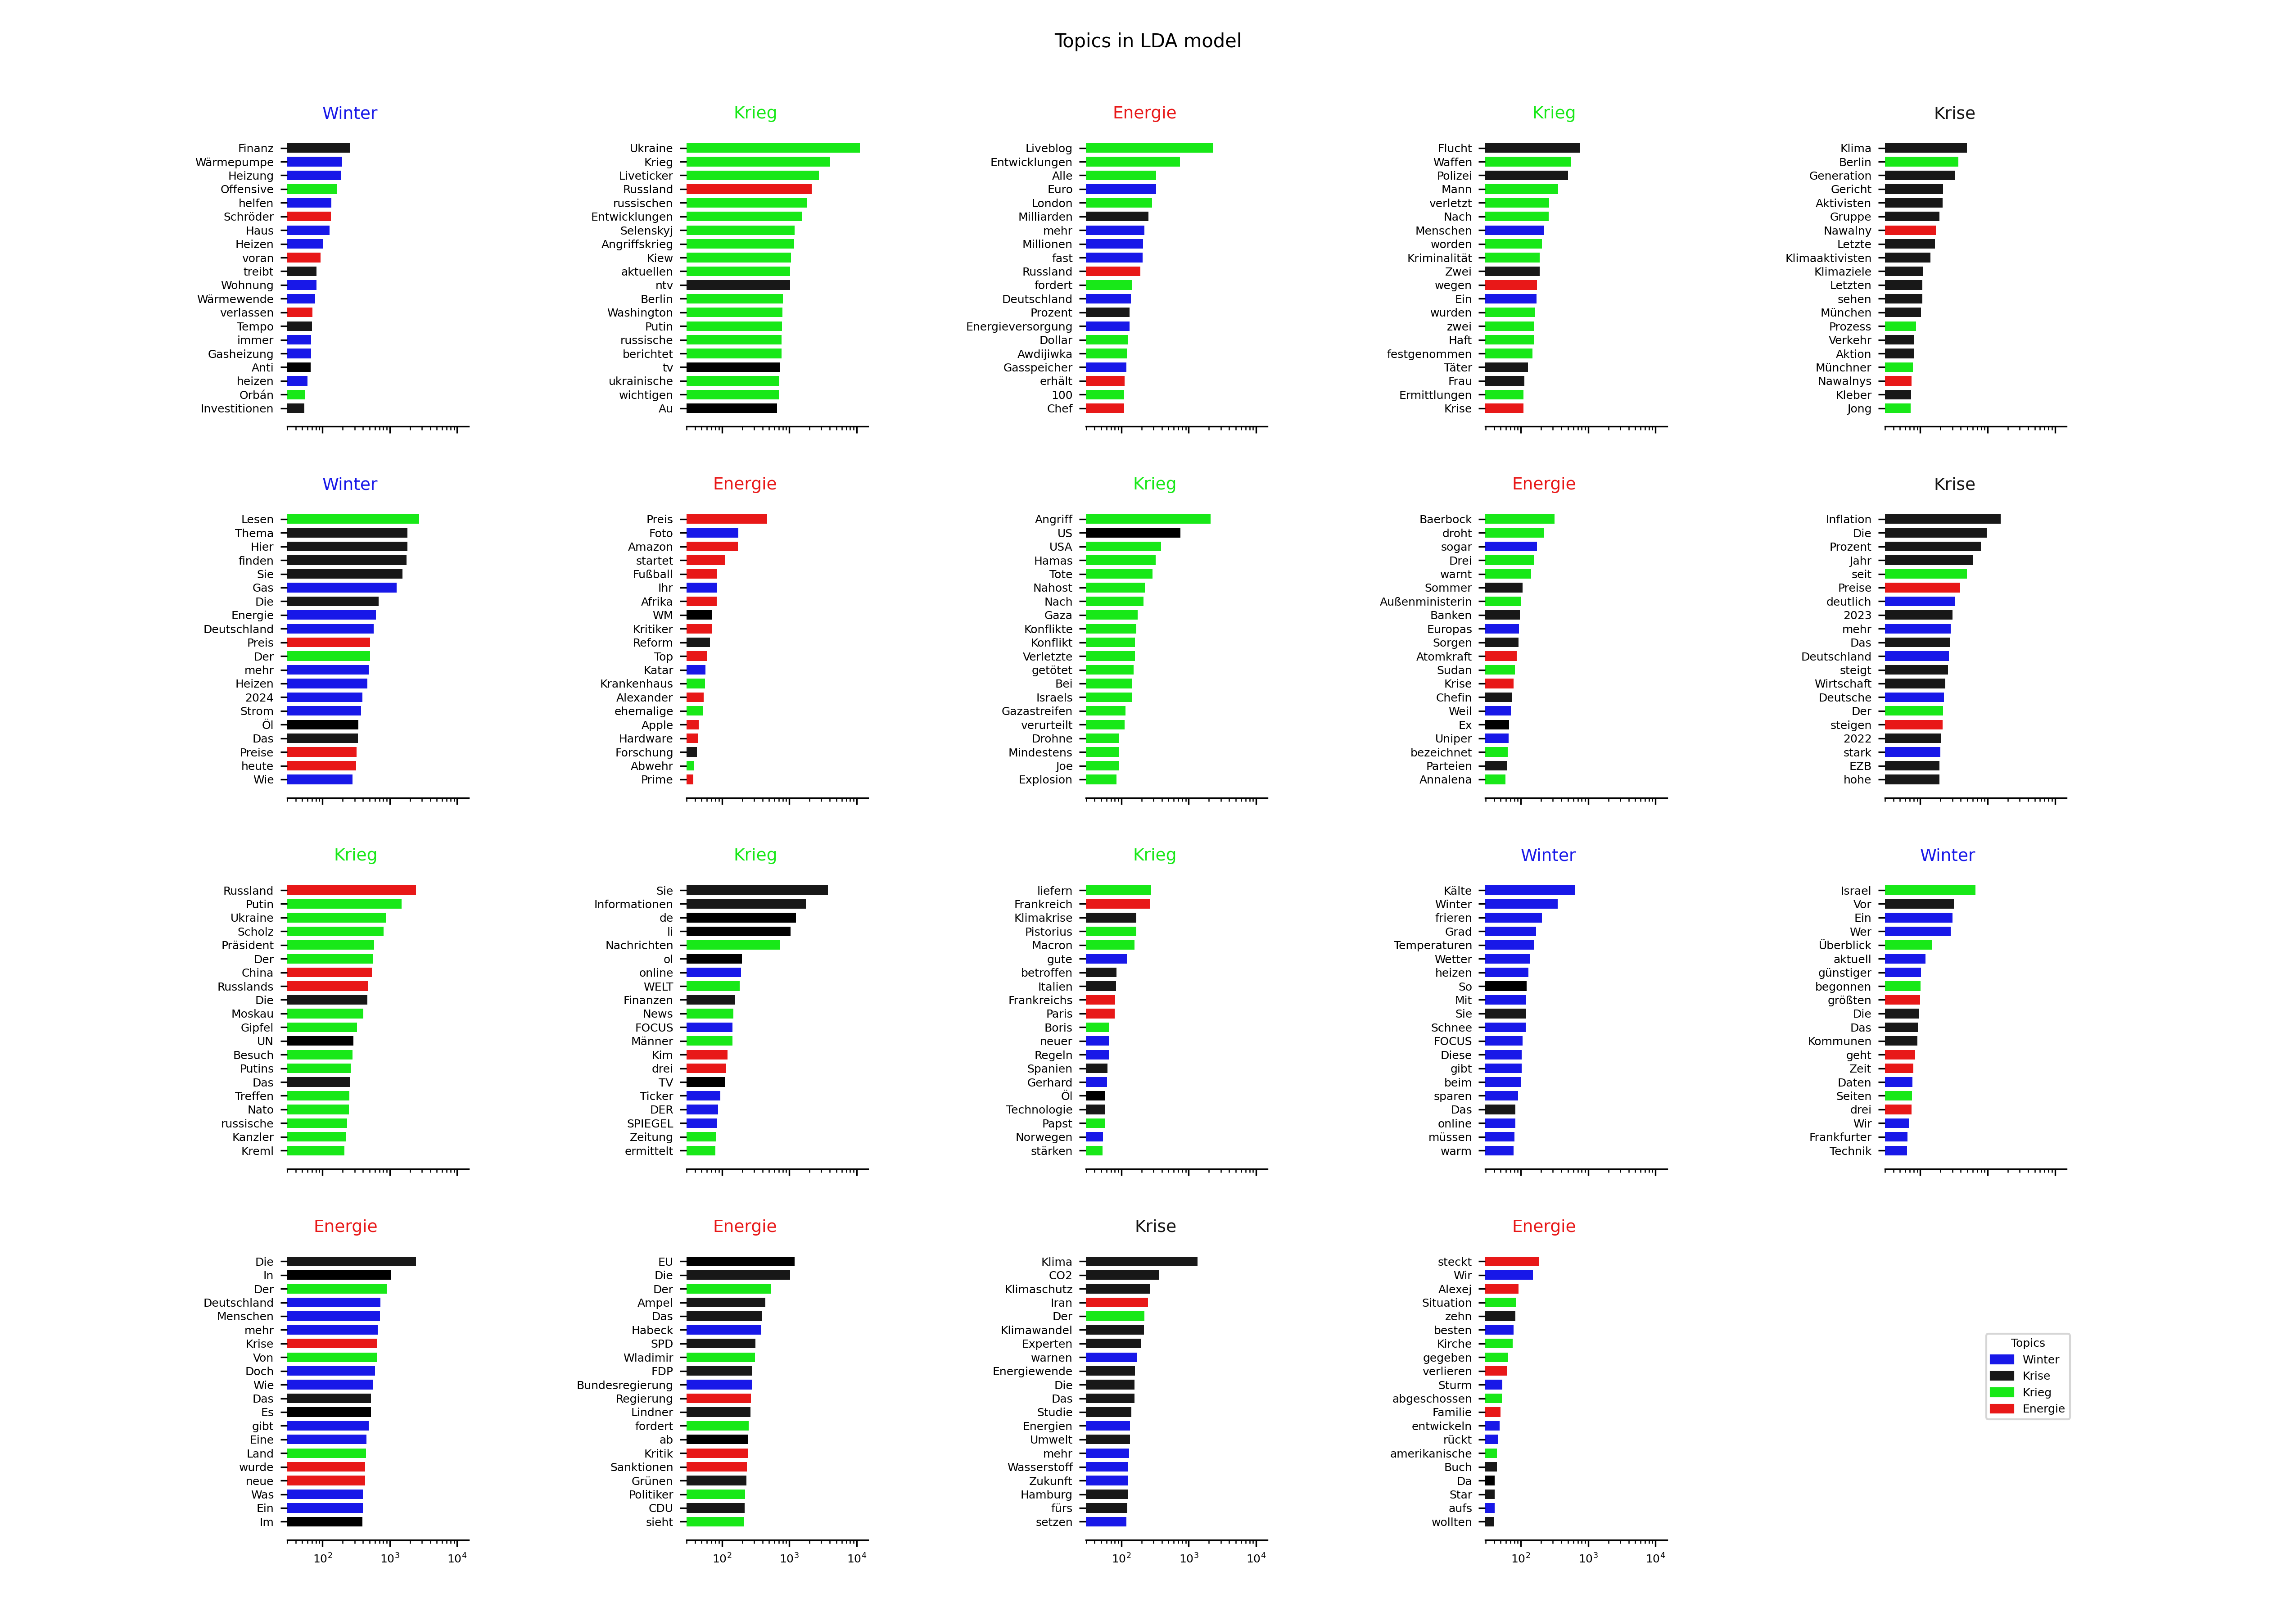 Topics in LDA model
Winter
Finanz
Wärmepumpe
Heizung
Offensive
helfen
Schröder
Haus
Heizen
voran
treibt
Wohnung
Wärmewende
verlassen
Tempo
immer
Gasheizung
Anti
heizen
Orbán
Investitionen
Krieg
Ukraine
Krieg
Liveticker
Russland
russischen
Entwicklungen
Selenskyj
Angriffskrieg
Kiew
aktuellen
ntv
Berlin
Washington
Putin
russische
berichtet
tv
ukrainische
wichtigen
Au
Energie
Liveblog
Entwicklungen
Alle
Euro
London
Milliarden
mehr
Millionen
fast
Russland
fordert
Deutschland
Prozent
Energieversorgung
Dollar
Awdijiwka
Gasspeicher
erhält
100
Chef
Krieg
Flucht
Waffen
Polizei
Mann
verletzt
Nach
Menschen
worden
Kriminalität
Zwei
wegen
Ein
wurden
zwei
Haft
festgenommen
Täter
Frau
Ermittlungen
Krise
Krise
Klima
Berlin
Generation
Gericht
Aktivisten
Gruppe
Nawalny
Letzte
Klimaaktivisten
Klimaziele
Letzten
sehen
München
Prozess
Verkehr
Aktion
Münchner
Nawalnys
Kleber
Jong
Winter
Lesen
Thema
Hier
finden
Sie
Gas
Die
Energie
Deutschland
Preis
Der
mehr
Heizen
2024
Strom
Öl
Das
Preise
heute
Wie
Energie
Preis
Foto
Amazon
startet
Fußball
Ihr
Afrika
WM
Kritiker
Reform
Top
Katar
Krankenhaus
Alexander
ehemalige
Apple
Hardware
Forschung
Abwehr
Prime
Krieg
Angriff
US
USA
Hamas
Tote
Nahost
Nach
Gaza
Konflikte
Konflikt
Verletzte
getötet
Bei
Israels
Gazastreifen
verurteilt
Drohne
Mindestens
Joe
Explosion
Energie
Baerbock
droht
sogar
Drei
warnt
Sommer
Außenministerin
Banken
Europas
Sorgen
Atomkraft
Sudan
Krise
Chefin
Weil
Ex
Uniper
bezeichnet
Parteien
Annalena
Krise
Inflation
Die
Prozent
Jahr
seit
Preise
deutlich
2023
mehr
Das
Deutschland
steigt
Wirtschaft
Deutsche
Der
steigen
2022
stark
EZB
hohe
Krieg
Russland
Putin
Ukraine
Scholz
Präsident
Der
China
Russlands
Die
Moskau
Gipfel
UN
Besuch
Putins
Das
Treffen
Nato
russische
Kanzler
Kreml
Krieg
Sie
Informationen
de
li
Nachrichten
ol
online
WELT
Finanzen
News
FOCUS
Männer
Kim
drei
TV
Ticker
DER
SPIEGEL
Zeitung
ermittelt
Krieg
liefern
Frankreich
Klimakrise
Pistorius
Macron
gute
betroffen
Italien
Frankreichs
Paris
Boris
neuer
Regeln
Spanien
Gerhard
Öl
Technologie
Papst
Norwegen
stärken
Winter
Kälte
Winter
frieren
Grad
Temperaturen
Wetter
heizen
So
Mit
Sie
Schnee
FOCUS
Diese
gibt
beim
sparen
Das
online
müssen
warm
Winter
Israel
Vor
Ein
Wer
Überblick
aktuell
günstiger
begonnen
größten
Die
Das
Kommunen
geht
Zeit
Daten
Seiten
drei
Wir
Frankfurter
Technik
Energie
Die
In
Der
Deutschland
Menschen
mehr
Krise
Von
Doch
Wie
Das
Es
gibt
Eine
Land
wurde
neue
Was
Ein
Im
10² 10³ 10⁴
Energie
EU
Die
Der
Ampel
Das
Habeck
SPD
Wladimir
FDP
Bundesregierung
Regierung
Lindner
fordert
ab
Kritik
Sanktionen
Grünen
Politiker
CDU
sieht
10² 10³ 10⁴
Krise
Klima
CO2
Klimaschutz
Iran
Der
Klimawandel
Experten
warnen
Energiewende
Die
Das
Studie
Energien
Umwelt
mehr
Wasserstoff
Zukunft
Hamburg
fürs
setzen
10² 10³ 10⁴
Energie
steckt
Wir
Alexej
Situation
zehn
besten
Kirche
gegeben
verlieren
Sturm
abgeschossen
Familie
entwickeln
rückt
amerikanische
Buch
Da
Star
aufs
wollten
10² 10³ 10⁴
Topics
Winter
Krise
Krieg
Energie